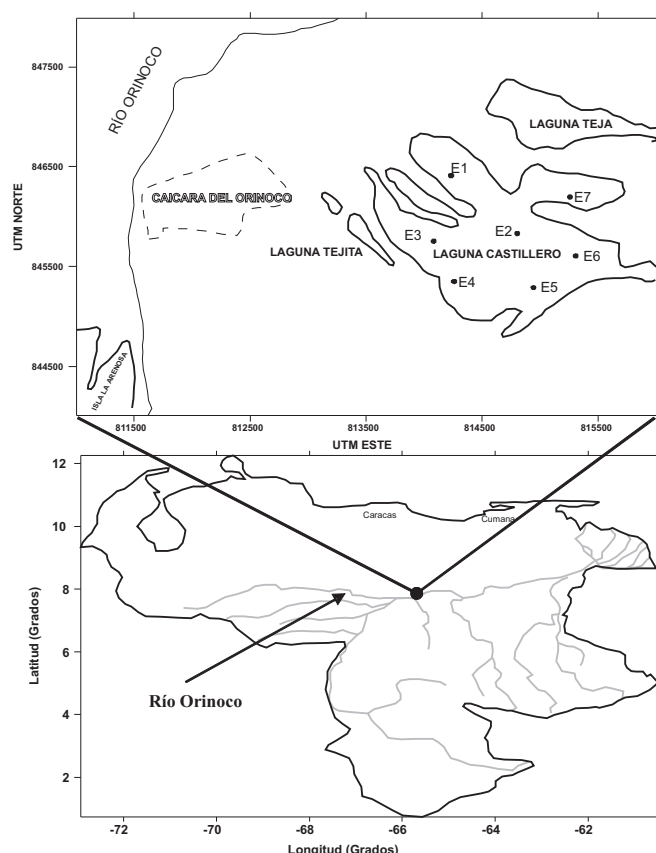 847500
846500
845500
844500
UTM NORTE
RÍO ORINOCO
LAGUNA TEJA
E1
CAICARA DEL ORINOCO
E7
E3
E2
LAGUNA TEJITA
LAGUNA CASTILLERO
E6
E4
E5
ISLA LA ARENOSA
811500
812500
813500
814500
815500
UTM ESTE
12
10
8
6
4
2
Latitud (Grados)
Caracas
Cumana
Río Orinoco
-72
-70
-68
-66
-64
-62
Longitud (Grados)